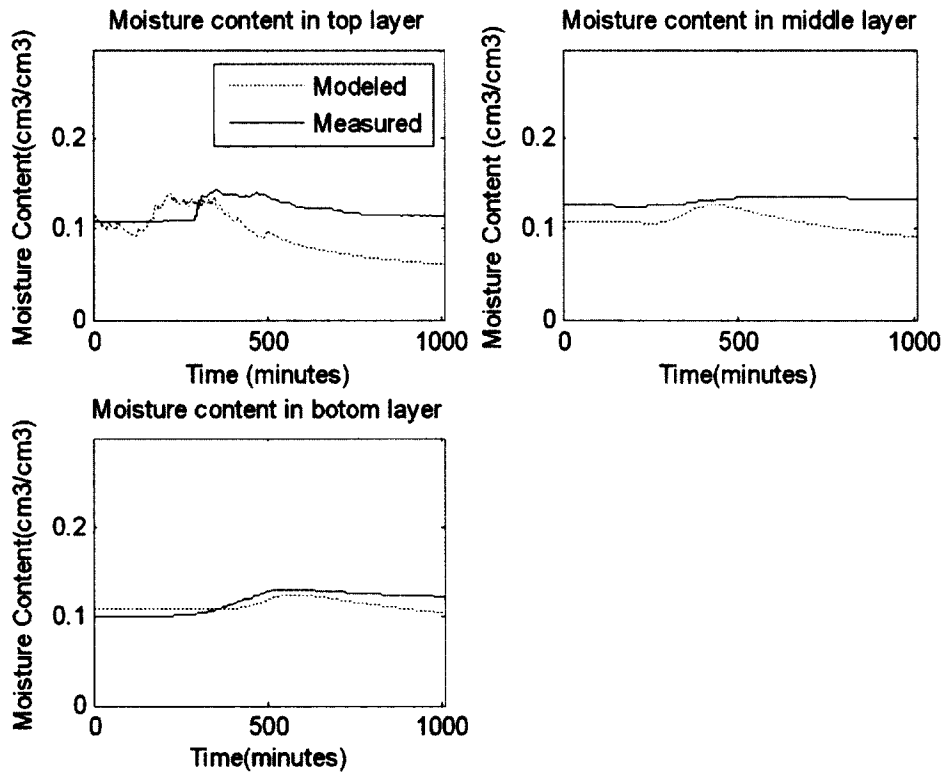 Moisture content in top layer
Moisture Content(cm3/cm3)
0.2
0.1
0
Modeled
Measured
0
500
1000
Time (minutes)
Moisture content in middle layer
Moisture Content (cm3/cm3)
0.2
0.1
0
0
500
1000
Time(minutes)
Moisture content in botom layer
Moisture Content(cm3/cm3)
0.2
0.1
0
0
500
1000
Time(minutes)